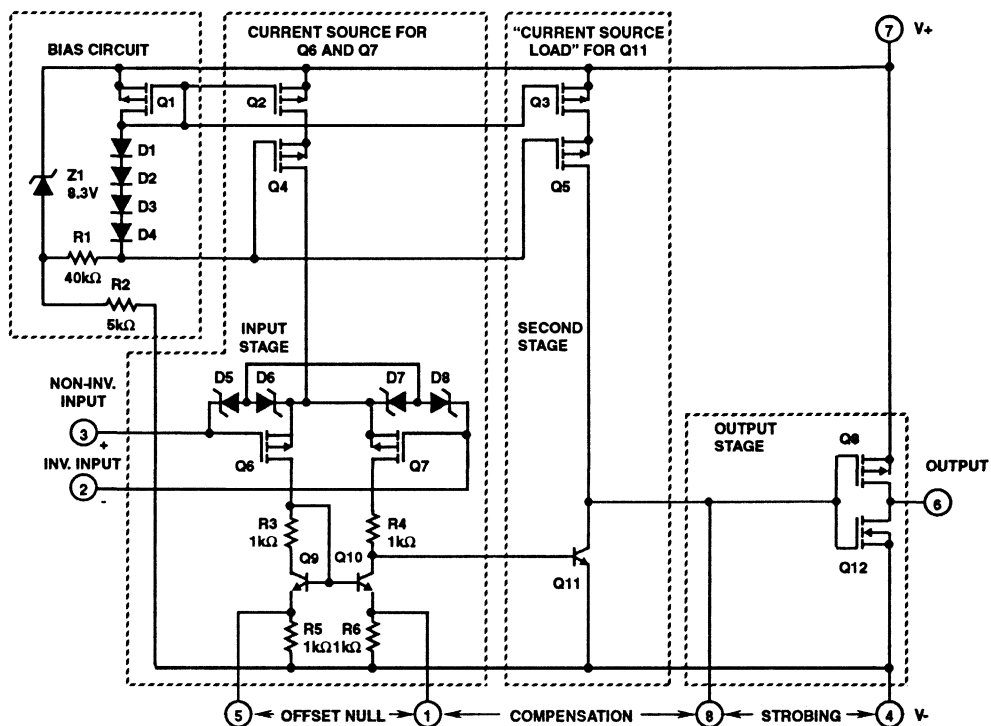 BIAS CIRCUIT
CURRENT SOURCE FOR
Q6 AND Q7
“CURRENT SOURCE
LOAD” FOR Q11
7
V+
Q1
Q2
Q3
D1
D2
D3
D4
Q4
Q5
Z1
8.3V
R1
40kΩ
R2
5kΩ
INPUT
STAGE
SECOND
STAGE
D5
D6
D7
D8
NON-INV.
INPUT
3
+
INV. INPUT
2
-
Q6
Q7
OUTPUT
STAGE
Q8
OUTPUT
6
Q12
R3
1kΩ
R4
1kΩ
Q9
Q10
Q11
R5
1kΩ
R6
1kΩ
5
OFFSET NULL
1
COMPENSATION
8
STROBING
4
V-